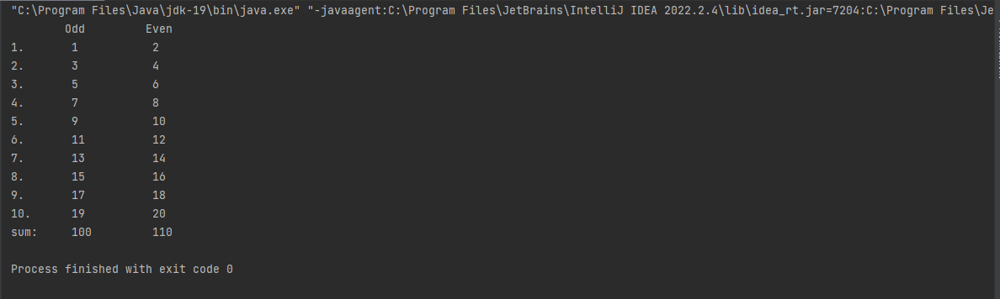 "C:\Program Files\Java\jdk-19\bin\java.exe" "-javaagent:C:\Program Files\JetBrains\IntelliJ IDEA 2022.2.4\lib\idea_rt.jar=7204:C:\Program Files\Je
Odd Even
1. 1 2
2. 3 4
3. 5 6
4. 7 8
5. 9 10
6. 11 12
7. 13 14
8. 15 16
9. 17 18
10. 19 20
sum: 100 110
Process finished with exit code 0